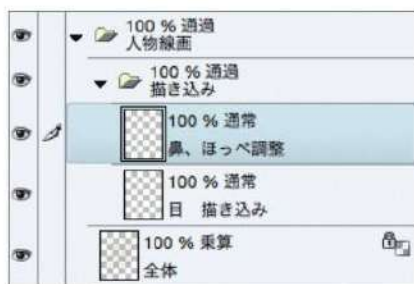 100 % 通過
人物線画
100 % 通過
描き込み
100 % 通常
鼻、ほっぺ調整
100 % 通常
目　描き込み
100 % 乗算
全体